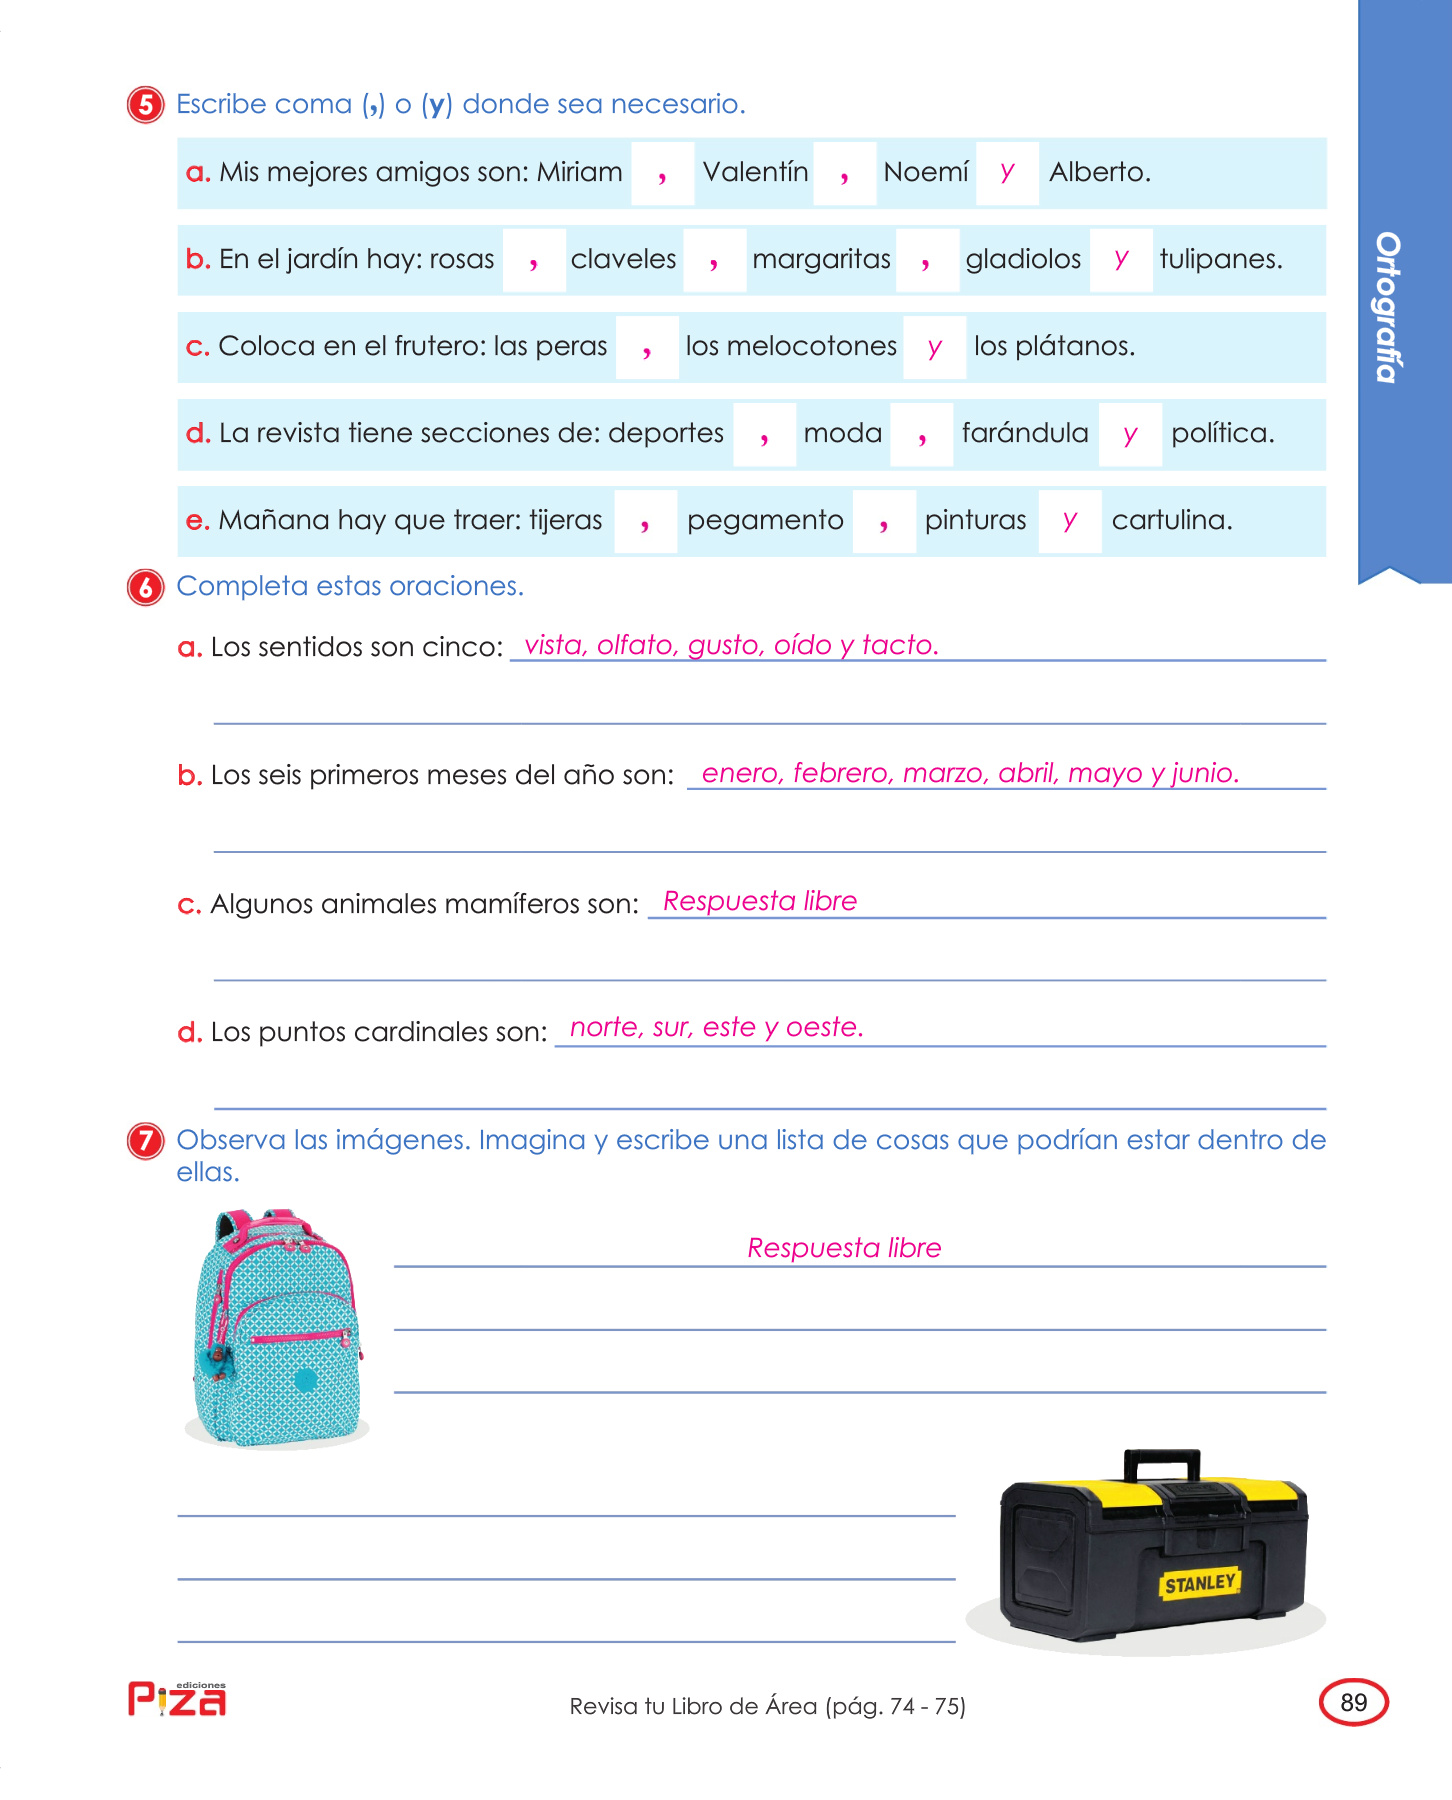 5 Escribe coma (,) o (y) donde sea necesario.
a. Mis mejores amigos son: Miriam , Valentín , Noemí y Alberto.
b. En el jardín hay: rosas , claveles , margaritas , gladiolos y tulipanes.
c. Coloca en el frutero: las peras , los melocotones y los plátanos.
d. La revista tiene secciones de: deportes , moda , farándula y política.
e. Mañana hay que traer: tijeras , pegamento , pinturas y cartulina.
Ortografía
6 Completa estas oraciones.
a. Los sentidos son cinco: vista, olfato, gusto, oído y tacto.
b. Los seis primeros meses del año son: enero, febrero, marzo, abril, mayo y junio.
c. Algunos animales mamíferos son: Respuesta libre
d. Los puntos cardinales son: norte, sur, este y oeste.
7 Observa las imágenes. Imagina y escribe una lista de cosas que podrían estar dentro de
ellas.
Respuesta libre
STANLEY
ediciones
Piza
Revisa tu Libro de Área (pág. 74 - 75)
89